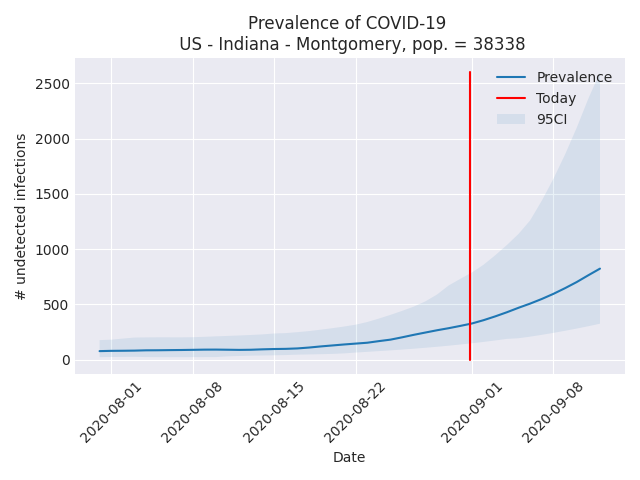 Prevalence of COVID-19
US - Indiana - Montgomery, pop. = 38338
# undetected infections
2500
2000
1500
1000
500
0
Prevalence
Today
95CI
2020-08-01
2020-08-08
2020-08-15
2020-08-22
2020-09-01
2020-09-08
Date